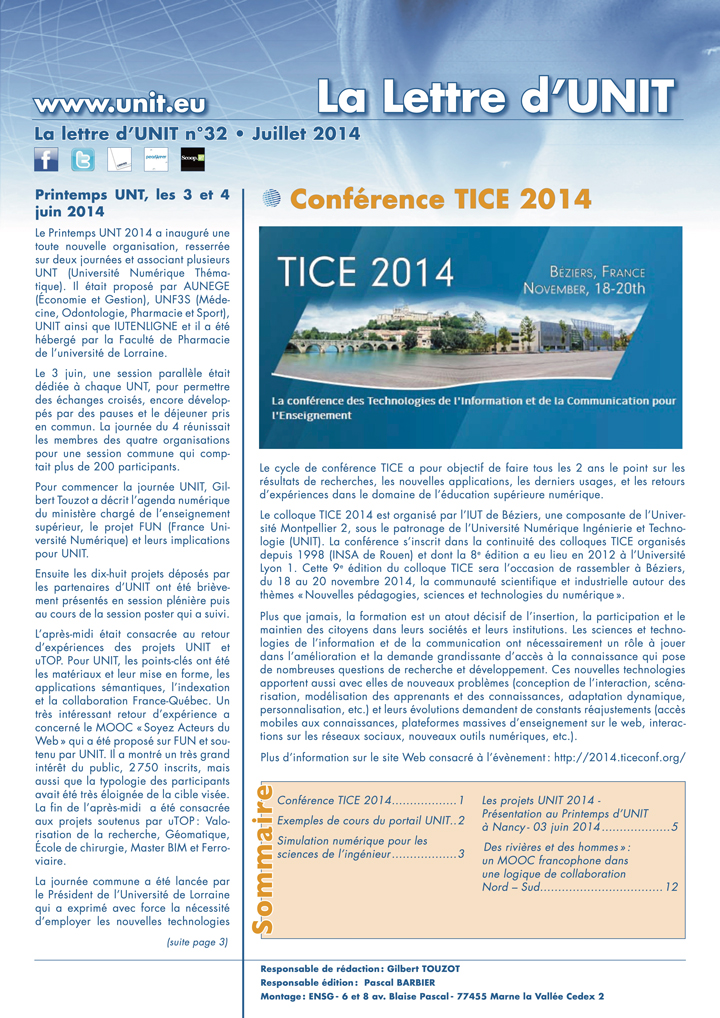 www.unit.eu
La Lettre d'UNIT
La lettre d'UNIT n°32 • Juillet 2014
Printemps UNT, les 3 et 4
juin 2014
Le Printemps UNT 2014 a inauguré une
toute nouvelle organisation, resserrée
sur deux journées et associant plusieurs
UNT (Université Numérique Théma-
tique). Il était proposé par AUNEGE
(Économie et Gestion), UNF3S (Méde-
cine, Odontologie, Pharmacie et Sport),
UNIT ainsi que IUTENLIGNE et il a été
hébergé par la Faculté de Pharmacie
de l'université de Lorraine.
Le 3 juin, une session parallèle était
dédiée à chaque UNT, pour permettre
des échanges croisés, encore dévelop-
pés par des pauses et le déjeuner pris
en commun. La journée du 4 réunissait
les membres des quatre organisations
pour une session commune qui comp-
tait plus de 200 participants.
Pour commencer la journée UNIT, Gil-
bert Touzot a décrit l'agenda numérique
du ministère chargé de l'enseignement
supérieur, le projet FUN (France Uni-
versité Numérique) et leurs implications
pour UNIT.
Ensuite les dix-huit projets déposés par
les partenaires d'UNIT ont été briève-
ment présentés en session plénière puis
au cours de la session poster qui a suivi.
L'après-midi était consacrée au retour
d'expériences des projets UNIT et
uTOP. Pour UNIT, les points-clés ont été
les matériaux et leur mise en forme, les
applications sémantiques, l'indexation
et la collaboration France-Québec. Un
très intéressant retour d'expérience a
concerné le MOOC « Soyez Acteurs du
Web » qui a été proposé sur FUN et sou-
tenu par UNIT. Il a montré un très grand
intérêt du public, 2 750 inscrits, mais
aussi que la typologie des participants
avait été très éloignée de la cible visée.
La fin de l'après-midi a été consacrée
aux projets soutenus par uTOP : Valo-
risation de la recherche, Géomatique,
École de chirurgie, Master BIM et Ferro-
viaire.
La journée commune a été lancée par
le Président de l'Université de Lorraine
qui a exprimé avec force la nécessité
d'employer les nouvelles technologies
(suite page 3)
Conférence TICE 2014
TICE 2014
BÉZIERS, FRANCE
NOVEMBER, 18-20th
La conférence des Technologies de l'Information et de la Communication pour
l'Enseignement
Le cycle de conférence TICE a pour objectif de faire tous les 2 ans le point sur les
résultats de recherches, les nouvelles applications, les derniers usages, et les retours
d'expériences dans le domaine de l'éducation supérieure numérique.
Le colloque TICE 2014 est organisé par l'IUT de Béziers, une composante de l'Univer-
sité Montpellier 2, sous le patronage de l'Université Numérique Ingénierie et Techno-
logie (UNIT). La conférence s'inscrit dans la continuité des colloques TICE organisés
depuis 1998 (INSA de Rouen) et dont la 8e édition a eu lieu en 2012 à l'Université
Lyon 1. Cette 9e édition du colloque TICE sera l'occasion de rassembler à Béziers,
du 18 au 20 novembre 2014, la communauté scientifique et industrielle autour des
thèmes « Nouvelles pédagogies, sciences et technologies du numérique ».
Plus que jamais, la formation est un atout décisif de l'insertion, la participation et le
maintien des citoyens dans leurs sociétés et leurs institutions. Les sciences et techno-
logies de l'information et de la communication ont nécessairement un rôle à jouer
dans l'amélioration et la demande grandissante d'accès à la connaissance qui pose
de nombreuses questions de recherche et développement. Ces nouvelles technologies
apportent aussi avec elles de nouveaux problèmes (conception de l'interaction, scéna-
risation, modélisation des apprenants et des connaissances, adaptation dynamique,
personnalisation, etc.) et leurs évolutions demandent de constants réajustements (accès
mobiles aux connaissances, plateformes massives d'enseignement sur le web, interac-
tions sur les réseaux sociaux, nouveaux outils numériques, etc.).
Plus d'information sur le site Web consacré à l'évènement : http://2014.ticeconf.org/
Sommaire
Conférence TICE 2014..................1
Exemples de cours du portail UNIT..2
Simulation numérique pour les
sciences de l'ingénieur..................3
Les projets UNIT 2014 -
Présentation au Printemps d'UNIT
à Nancy - 03 juin 2014...................5
Des rivières et des hommes » :
un MOOC francophone dans
une logique de collaboration
Nord – Sud..................................12
Responsable de rédaction : Gilbert TOUZOT
Responsable édition : Pascal BARBIER
Montage : ENSG - 6 et 8 av. Blaise Pascal - 77455 Marne la Vallée Cedex 2